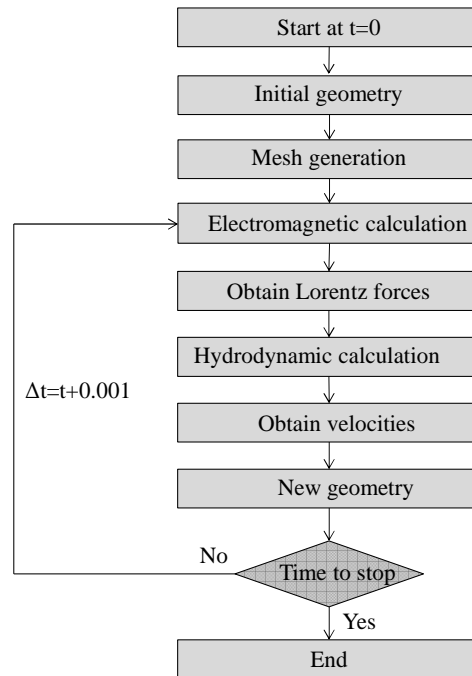 Start at t=0
Initial geometry
Mesh generation
Electromagnetic calculation
Obtain Lorentz forces
Hydrodynamic calculation
Δt=t+0.001
Obtain velocities
New geometry
No
Time to stop
Yes
End